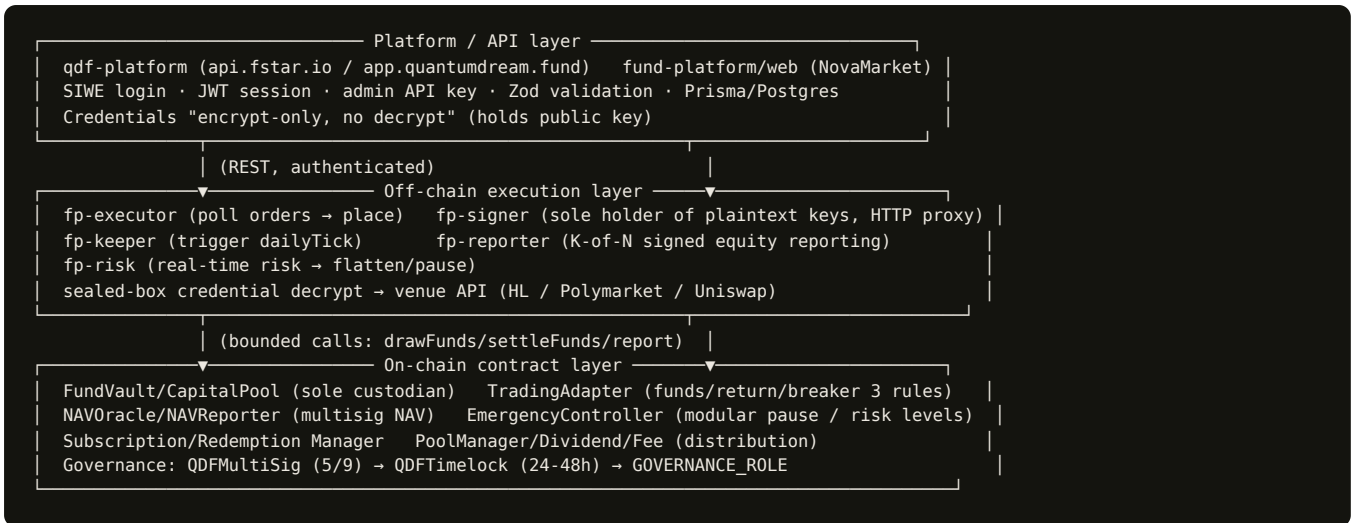 Platform / API layer
qdf-platform (api.fstar.io / app.quantumdream.fund)   fund-platform/web (NovaMarket)
SIWE login · JWT session · admin API key · Zod validation · Prisma/Postgres
Credentials "encrypt-only, no decrypt" (holds public key)
(REST, authenticated)
Off-chain execution layer
fp-executor (poll orders → place)   fp-signer (sole holder of plaintext keys, HTTP proxy)
fp-keeper (trigger dailyTick)       fp-reporter (K-of-N signed equity reporting)
fp-risk (real-time risk → flatten/pause)
sealed-box credential decrypt → venue API (HL / Polymarket / Uniswap)
(bounded calls: drawFunds/settleFunds/report)
On-chain contract layer
FundVault/CapitalPool (sole custodian)   TradingAdapter (funds/return/breaker 3 rules)
NAVOracle/NAVReporter (multisig NAV)   EmergencyController (modular pause / risk levels)
Subscription/Redemption Manager   PoolManager/Dividend/Fee (distribution)
Governance: QDFMultiSig (5/9) → QDFTimelock (24-48h) → GOVERNANCE_ROLE